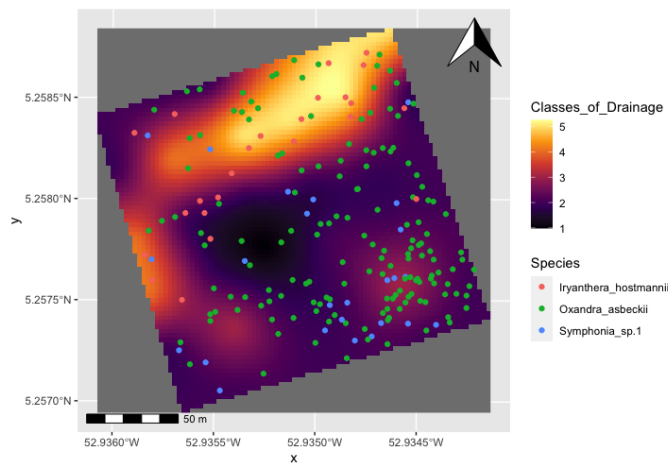 N
5.2585°N
5.2580°N
5.2575°N
5.2570°N
y
50 m
52.9360°W
52.9355°W
52.9350°W
52.9345°W
x
Classes_of_Drainage
5
4
3
2
1
Species
Iryanthera_hostmannii
Oxandra_asbeckii
Symphonia_sp.1